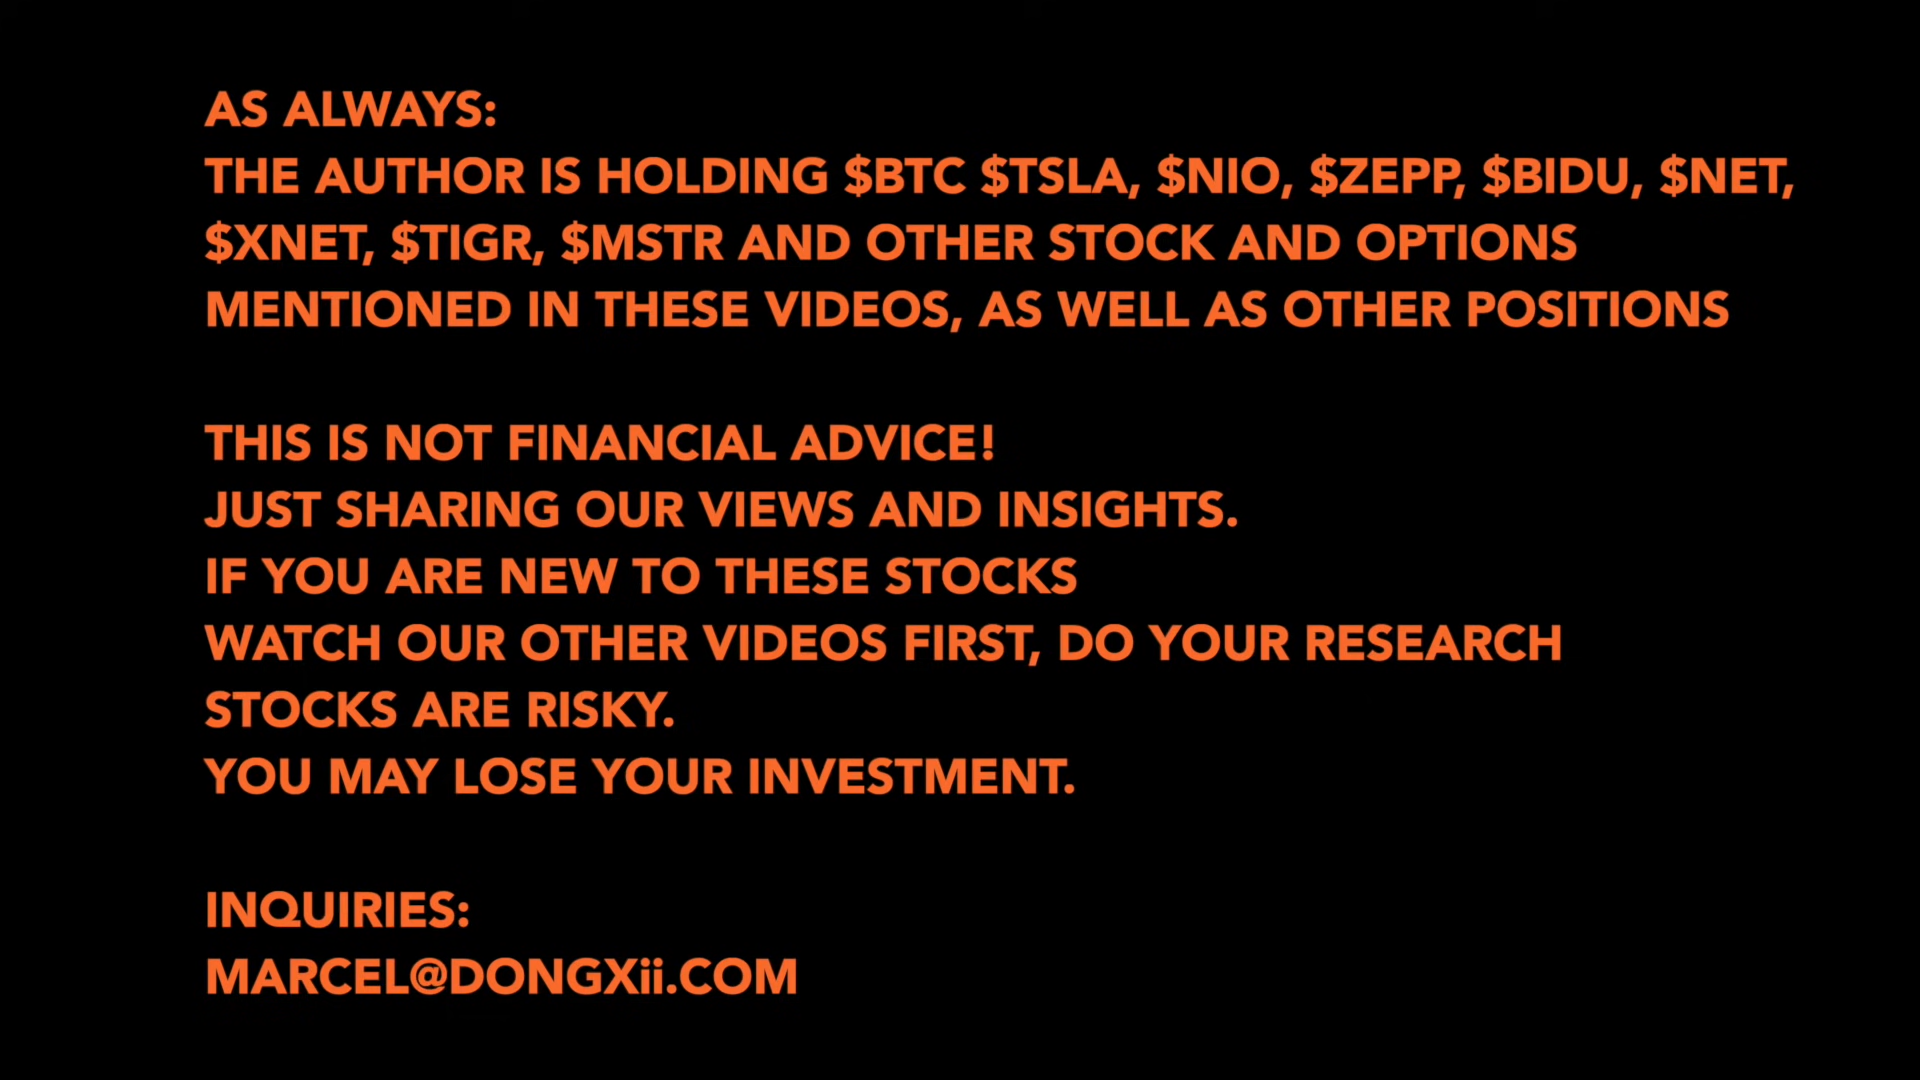 AS ALWAYS:
THE AUTHOR IS HOLDING $BTC $TSLA, $NIO, $ZEPP, $BIDU, $NET,
$XNET, $TIGR, $MSTR AND OTHER STOCK AND OPTIONS
MENTIONED IN THESE VIDEOS, AS WELL AS OTHER POSITIONS
THIS IS NOT FINANCIAL ADVICE!
JUST SHARING OUR VIEWS AND INSIGHTS.
IF YOU ARE NEW TO THESE STOCKS
WATCH OUR OTHER VIDEOS FIRST, DO YOUR RESEARCH
STOCKS ARE RISKY.
YOU MAY LOSE YOUR INVESTMENT.
INQUIRIES:
MARCEL@DONGXii.COM